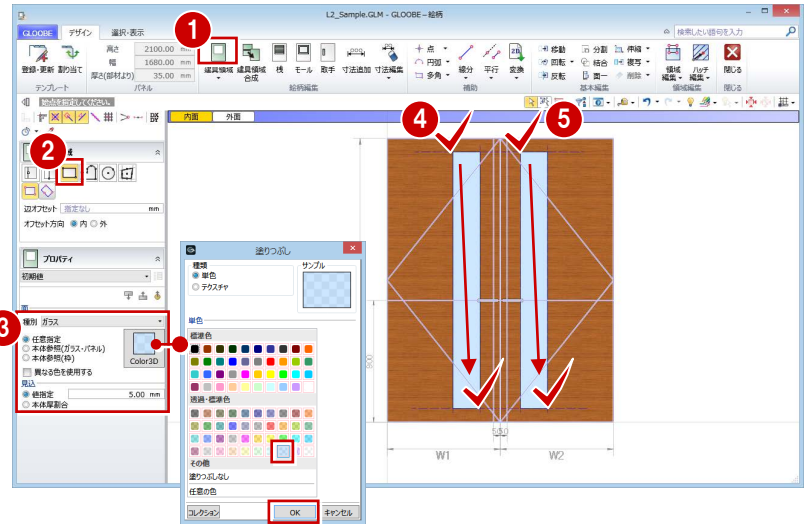 L2_Sample.GLM - GLOOBE－絵柄
GLOOBE デザイン 選択・表示 検索したい語句を入力
登録・更新 割り当て
高さ 2100.00 mm
幅 1680.00 mm
厚さ(部材より) 35.00 mm
建具領域 建具領域合成 桟 モール 取手 寸法追加 寸法編集
点 円弧 多角 線分 平行 変換
移動 分割 伸縮
回転 結合 複写
反転 面一 削除
領域編集 ハッチ編集 閉じる
テンプレート パネル 絵柄編集 補助 基本編集 領域編集 閉じる
始点を指定してください。
内面 外面
1
2
3
4
5
辺オフセット 指定なし mm
オフセット方向 内 外
プロパティ
初期値
面
種別 ガラス
任意指定
本体参照(ガラス・パネル)
本体参照(枠)
Color3D
異なる色を使用する
見込
値指定 5.00 mm
本体厚割合
塗りつぶし
種類
単色
テクスチャ
サンプル
単色
標準色
透過・標準色
その他
塗りつぶしなし
任意の色
コレクション OK キャンセル
900
W1 W2